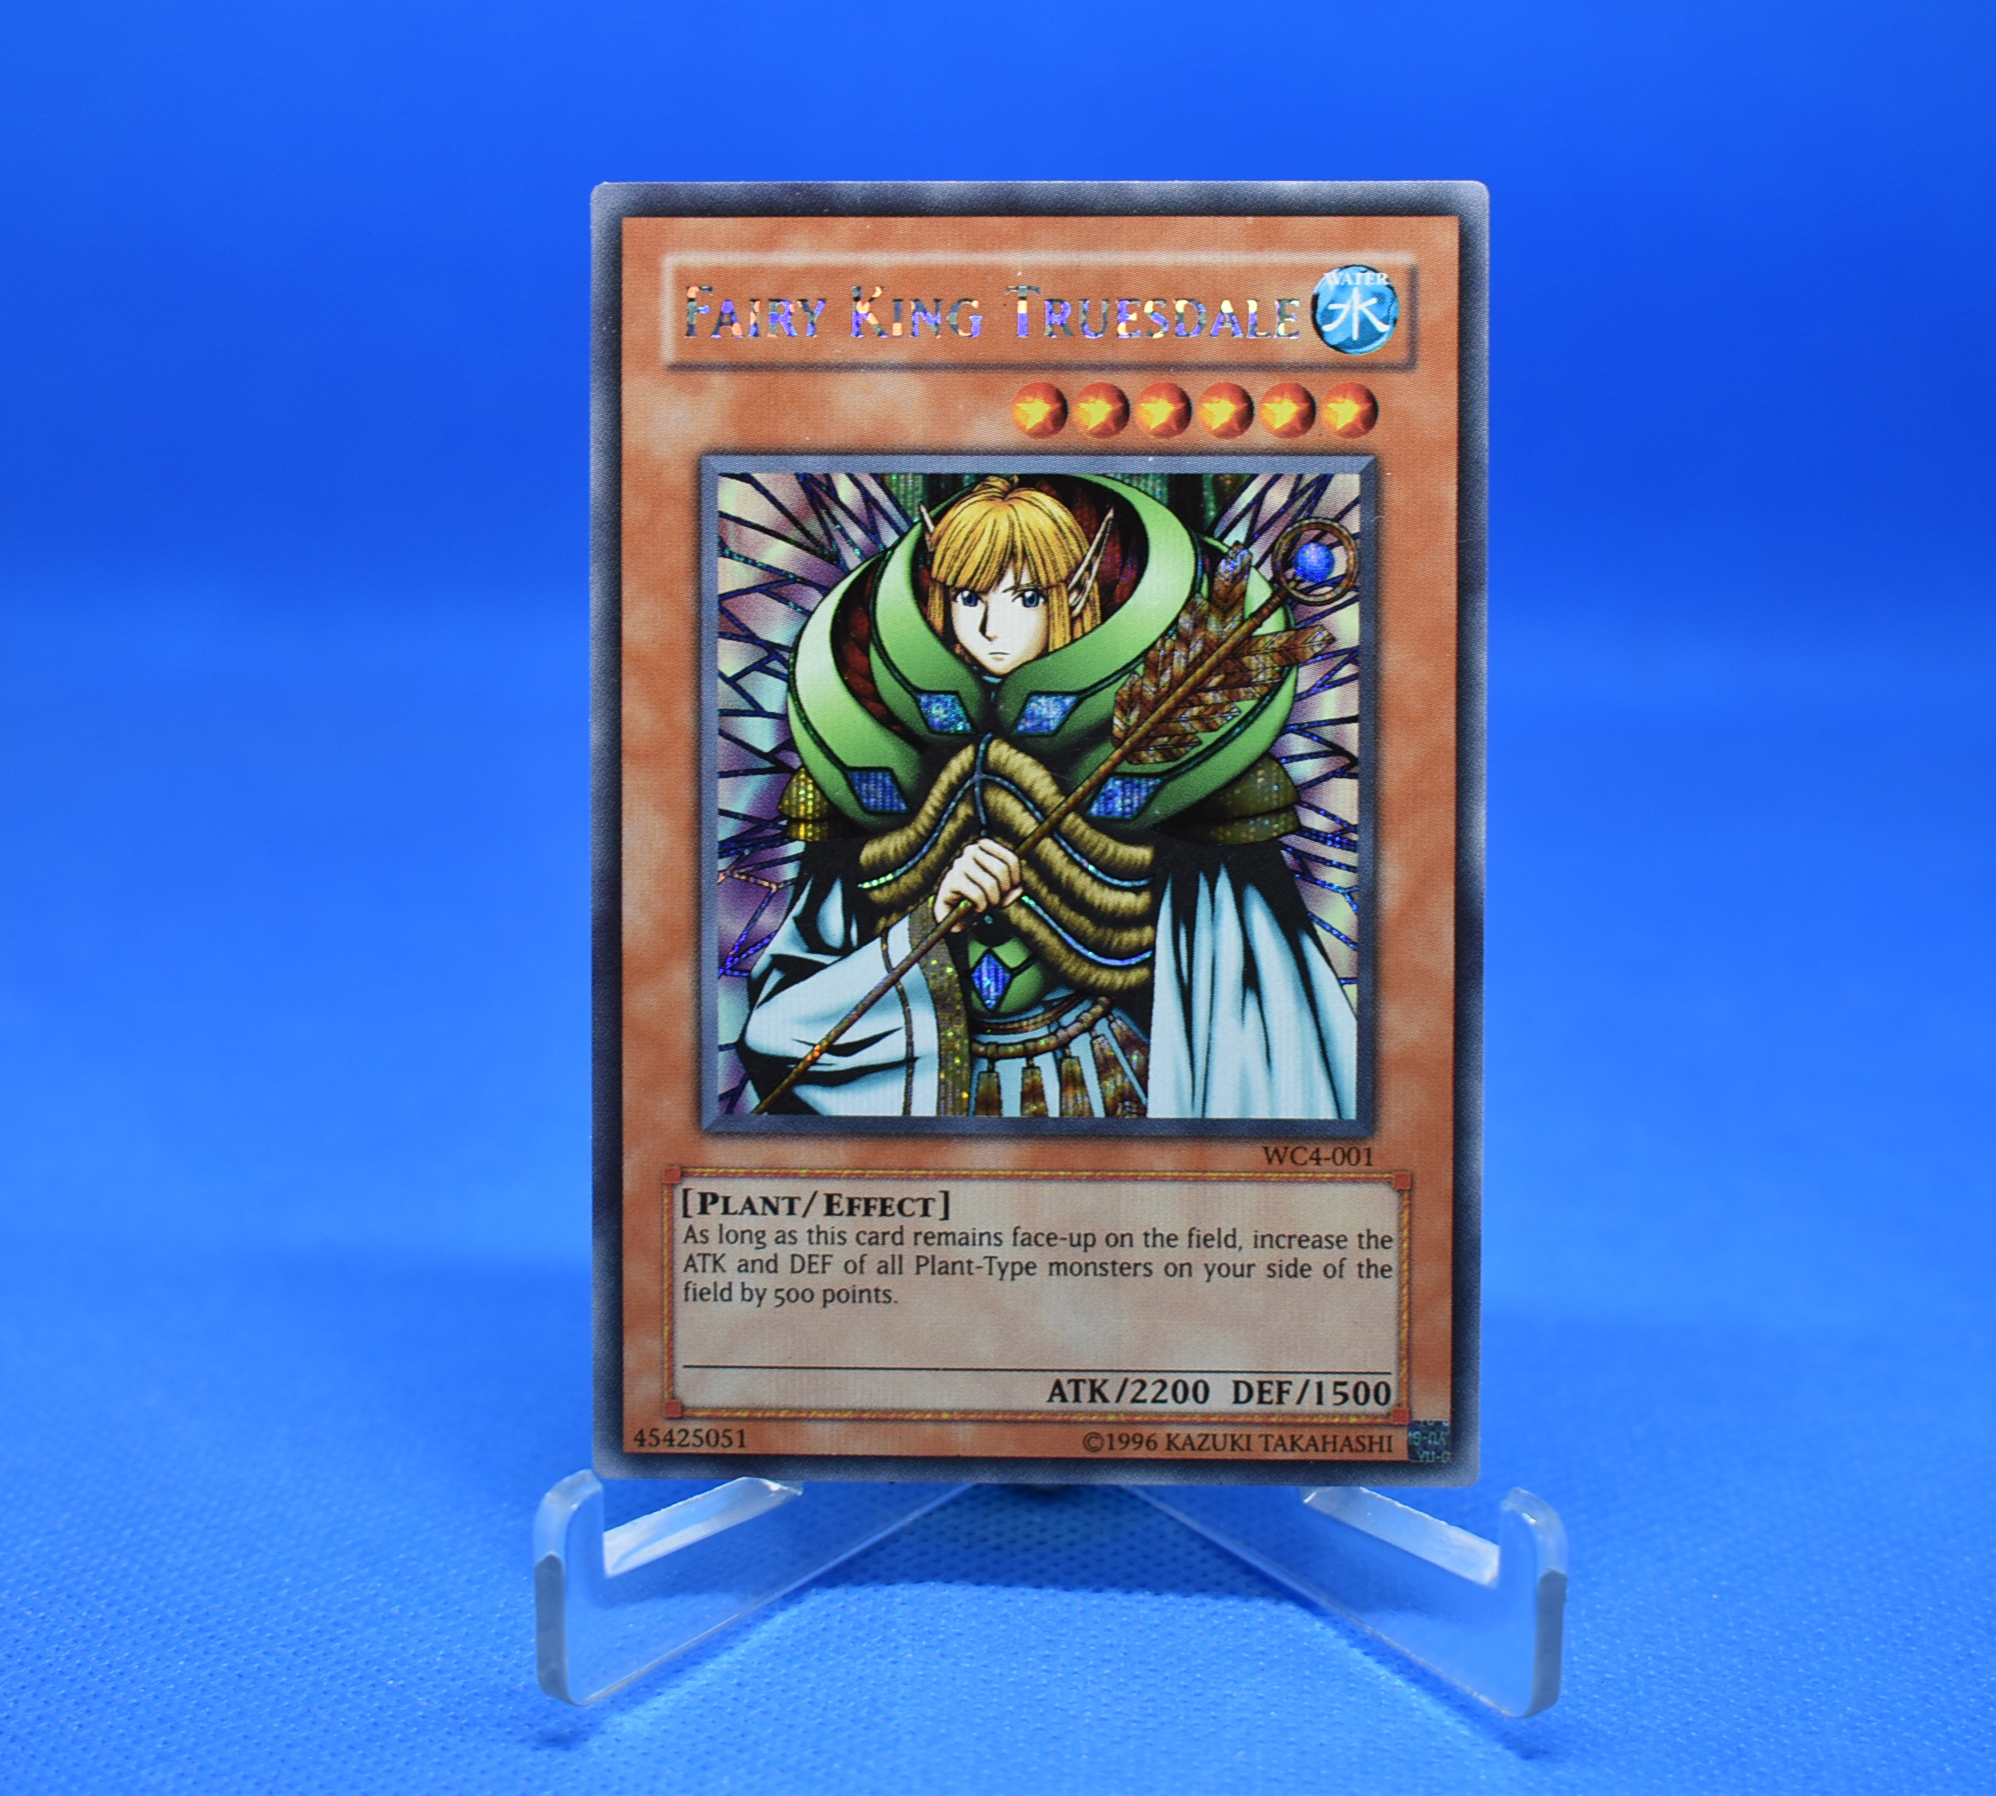 FAIRY KING TRUESDALE
WATER
水
WC4-001
[PLANT/EFFECT]
As long as this card remains face-up on the field, increase the
ATK and DEF of all Plant-Type monsters on your side of the
field by 500 points.
ATK/2200 DEF/1500
45425051
©1996 KAZUKI TAKAHASHI